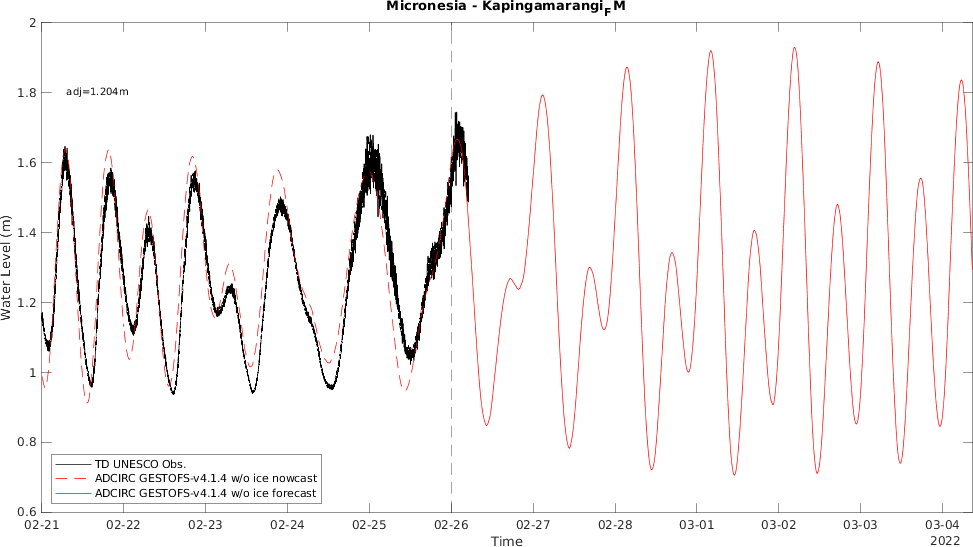 Micronesia - KapingamarangiFM
2
1.8
1.6
1.4
1.2
1
0.8
0.6
Water Level (m)
adj=1.204m
TD UNESCO Obs.
ADCIRC GESTOFS-v4.1.4 w/o ice nowcast
ADCIRC GESTOFS-v4.1.4 w/o ice forecast
02-21 02-22 02-23 02-24 02-25 02-26 02-27 02-28 03-01 03-02 03-03 03-04
Time 2022